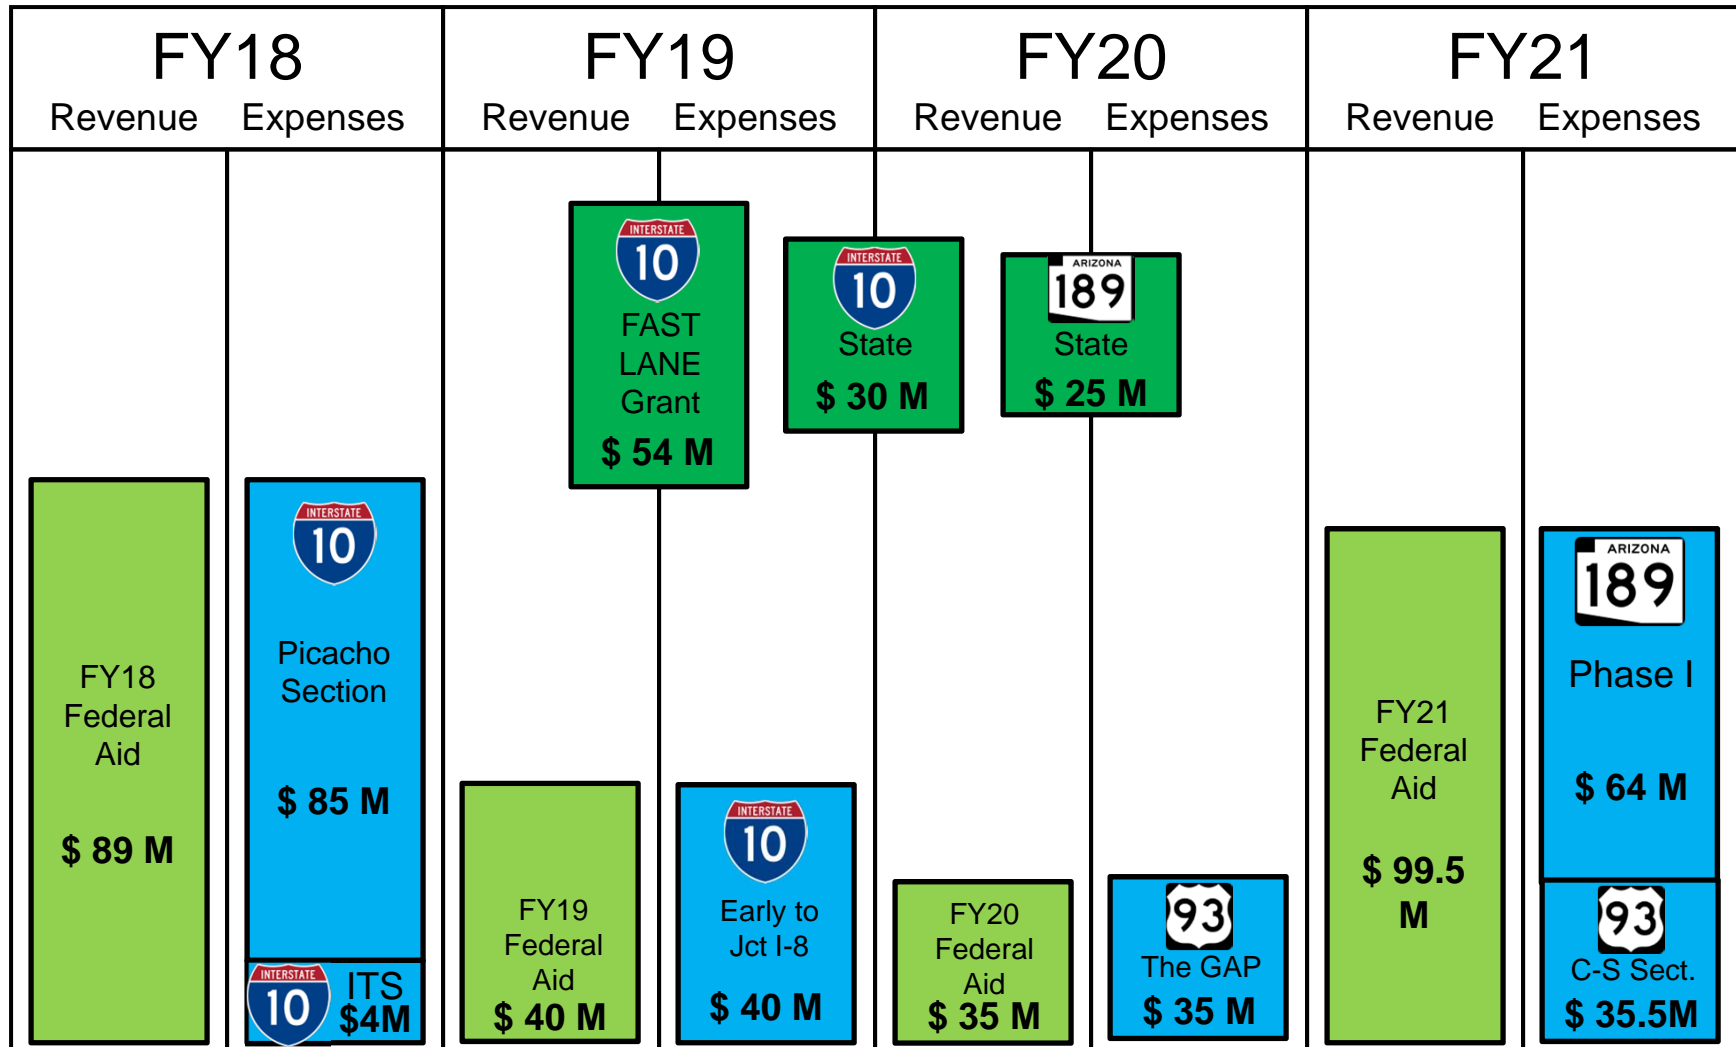 FY18
Revenue Expenses
FY19
Revenue Expenses
FY20
Revenue Expenses
FY21
Revenue Expenses
INTERSTATE
10
FAST
LANE
Grant
$ 54 M
INTERSTATE
10
State
$ 30 M
ARIZONA
189
State
$ 25 M
FY18
Federal
Aid
$ 89 M
INTERSTATE
10
Picacho
Section
$ 85 M
INTERSTATE
10
ITS
$4M
FY19
Federal
Aid
$ 40 M
INTERSTATE
10
Early to
Jct I-8
$ 40 M
FY20
Federal
Aid
$ 35 M
93
The GAP
$ 35 M
FY21
Federal
Aid
$ 99.5
M
ARIZONA
189
Phase I
$ 64 M
93
C-S Sect.
$ 35.5M